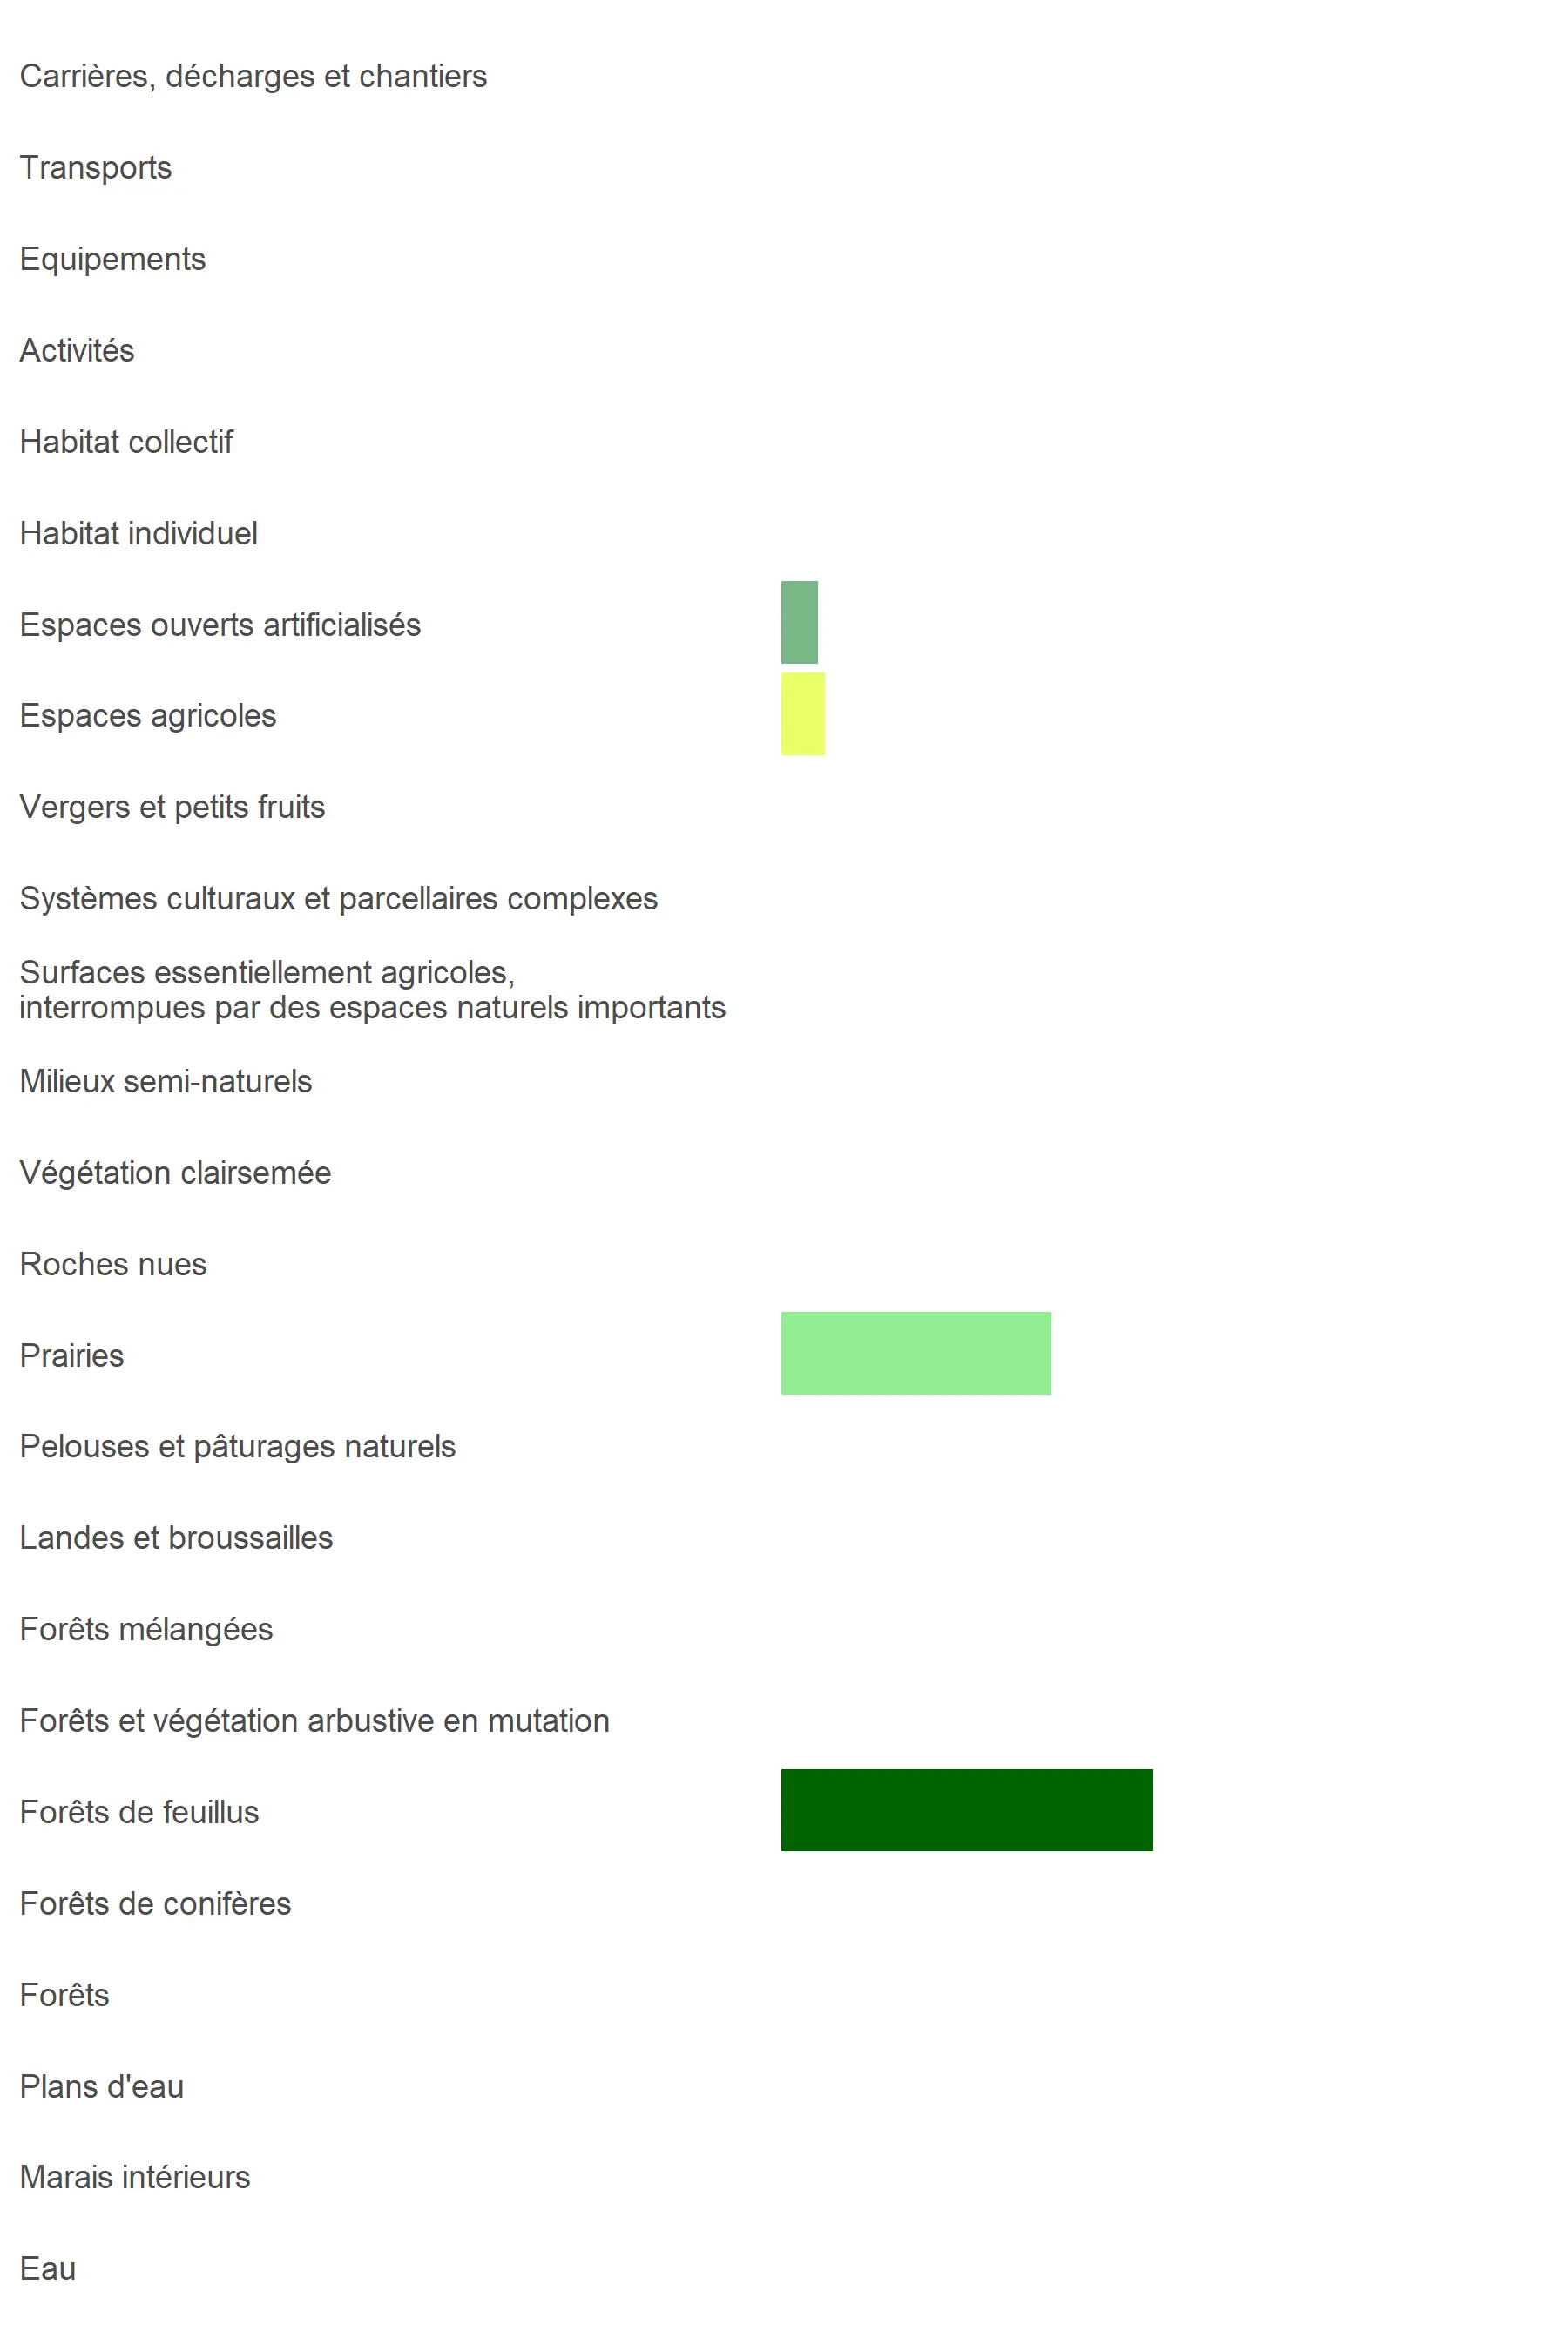 Carrières, décharges et chantiers
Transports
Equipements
Activités
Habitat collectif
Habitat individuel
Espaces ouverts artificialisés
Espaces agricoles
Vergers et petits fruits
Systèmes culturaux et parcellaires complexes
Surfaces essentiellement agricoles,
interrompues par des espaces naturels importants
Milieux semi-naturels
Végétation clairsemée
Roches nues
Prairies
Pelouses et pâturages naturels
Landes et broussailles
Forêts mélangées
Forêts et végétation arbustive en mutation
Forêts de feuillus
Forêts de conifères
Forêts
Plans d'eau
Marais intérieurs
Eau